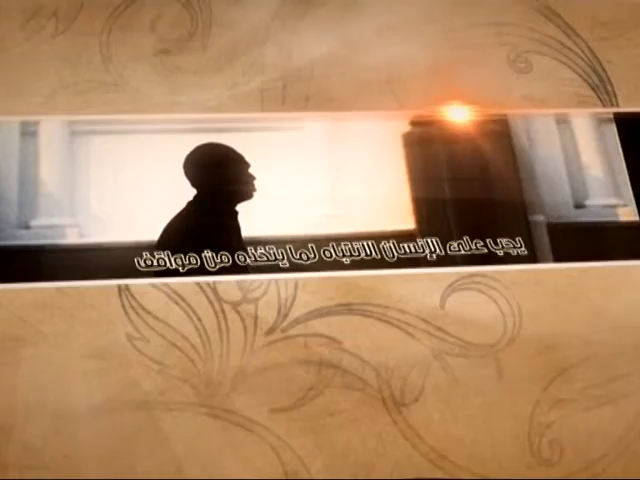 يجب على الإنسان الانتباه لما يتخذه من مواقف